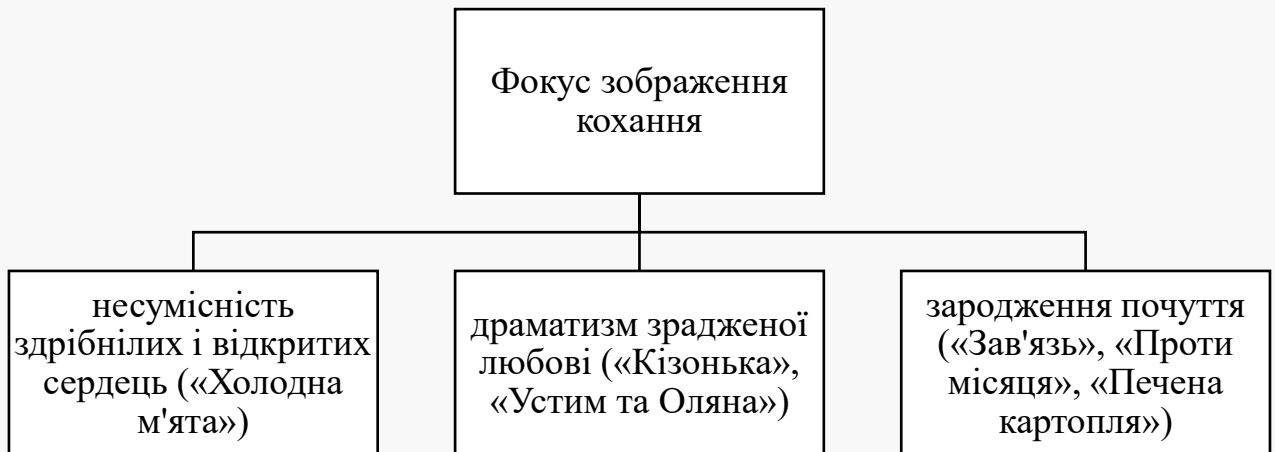 Фокус зображення
кохання
несумісність
здрібнілих і відкритих
сердець («Холодна
м'ята»)
драматизм зрадженої
любові («Кізонька»,
«Устим та Оляна»)
зародження почуття
(«Зав'язь», «Проти
місяця», «Печена
картопля»)